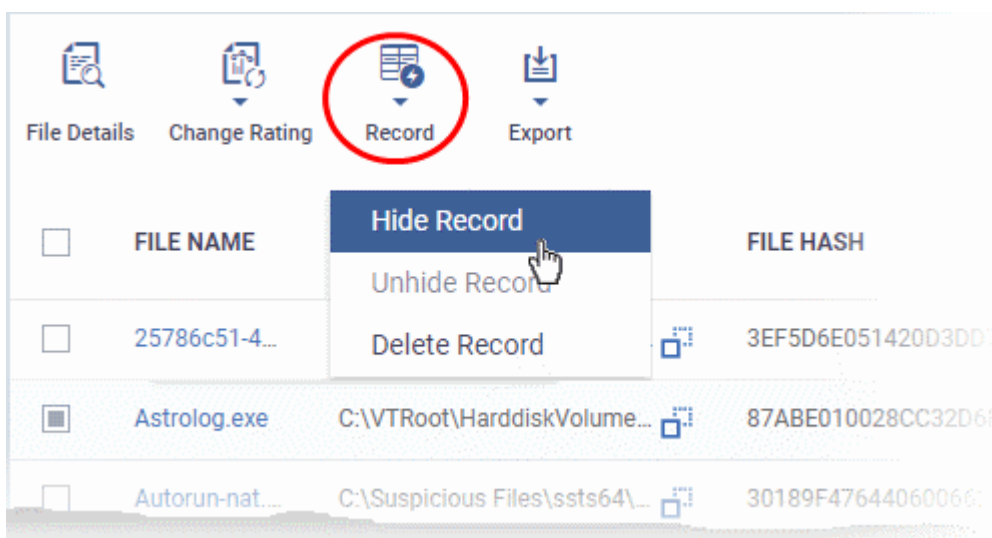 File Details Change Rating Record Export
Hide Record
FILE NAME FILE HASH
Unhide Record
25786c51-4... 3EF5D6E051420D3DD
Delete Record
Astrolog.exe C:\VTRoot\HarddiskVolume... 87ABE010028CC32D6
Autorun-nat.... C:\Suspicious Files\ssts64\... 30189F47644060066